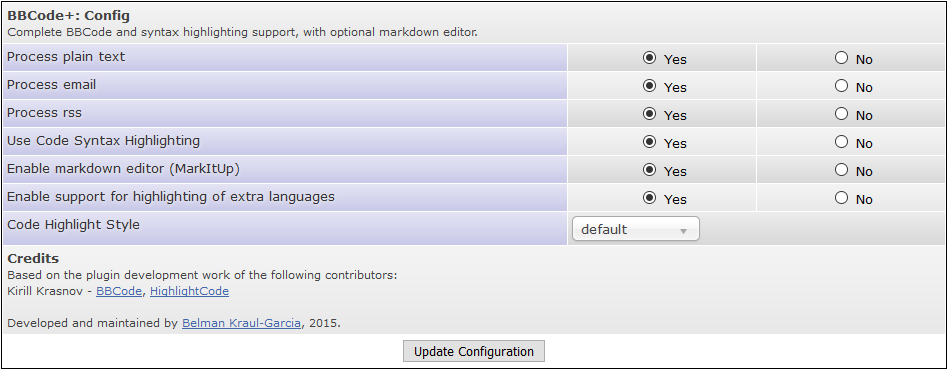 BBCode+: Config
Complete BBCode and syntax highlighting support, with optional markdown editor.
Process plain text Yes No
Process email Yes No
Process rss Yes No
Use Code Syntax Highlighting Yes No
Enable markdown editor (MarkItUp) Yes No
Enable support for highlighting of extra languages Yes No
Code Highlight Style default
Credits
Based on the plugin development work of the following contributors:
Kirill Krasnov - BBCode, HighlightCode
Developed and maintained by Belman Kraul-Garcia, 2015.
Update Configuration